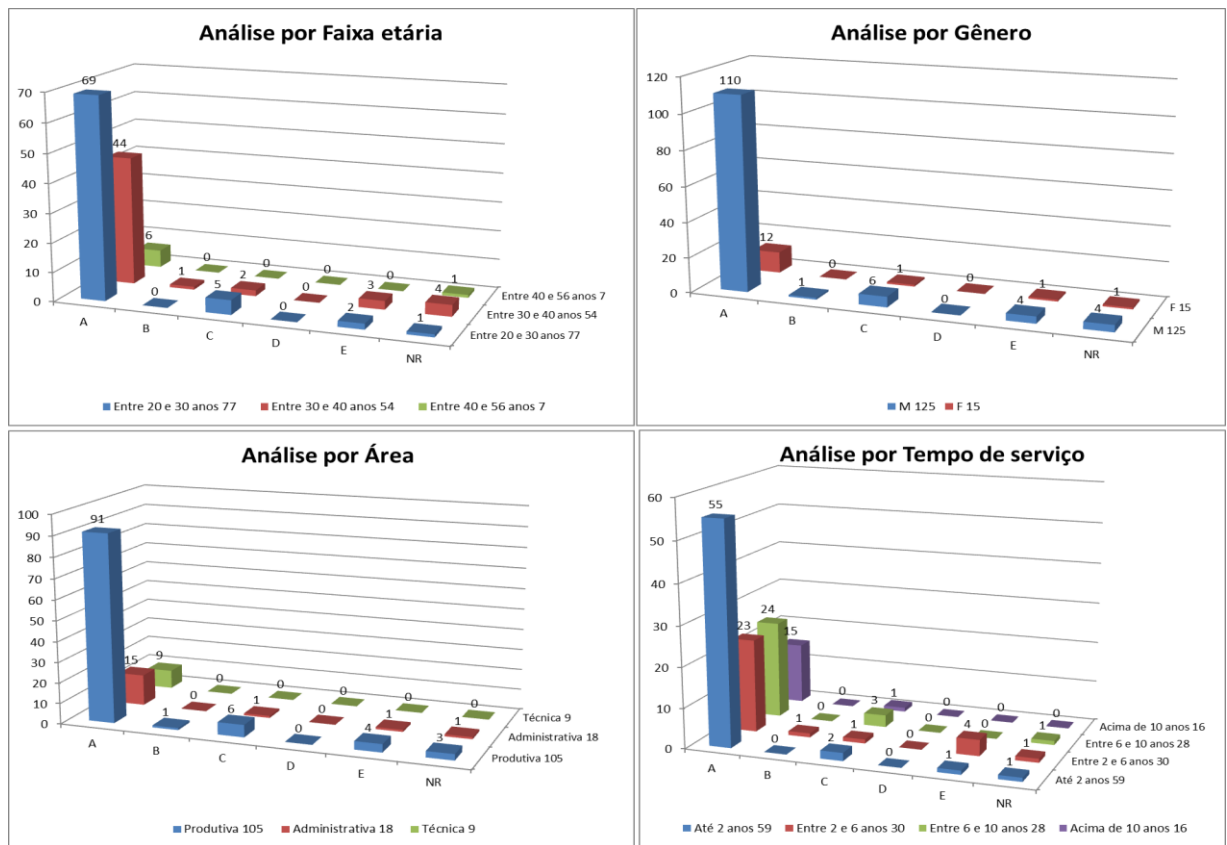 Análise por Faixa etária
69
70
60
50
44
40
30
20
6
10
0
0
0
0
1
1
2
0
3
4
0
0
5
0
2
1
A
B
C
D
E
NR
Entre 40 e 56 anos 7
Entre 30 e 40 anos 54
Entre 20 e 30 anos 77
Entre 20 e 30 anos 77
Entre 30 e 40 anos 54
Entre 40 e 56 anos 7
Análise por Gênero
120
110
100
80
60
40
20
0
12
0
1
0
1
1
1
6
0
4
4
A
B
C
D
E
NR
F 15
M 125
M 125
F 15
Análise por Área
100
91
90
80
70
60
50
40
30
20
10
0
15
9
0
0
0
0
0
0
1
0
1
1
1
6
0
4
3
A
B
C
D
E
NR
Técnica 9
Administrativa 18
Produtiva 105
Produtiva 105
Administrativa 18
Técnica 9
Análise por Tempo de serviço
60
55
50
40
30
20
10
0
23
24
15
0
1
0
0
0
0
3
0
0
1
1
1
0
4
1
0
2
0
1
1
A
B
C
D
E
NR
Acima de 10 anos 16
Entre 6 e 10 anos 28
Entre 2 e 6 anos 30
Até 2 anos 59
Até 2 anos 59
Entre 2 e 6 anos 30
Entre 6 e 10 anos 28
Acima de 10 anos 16